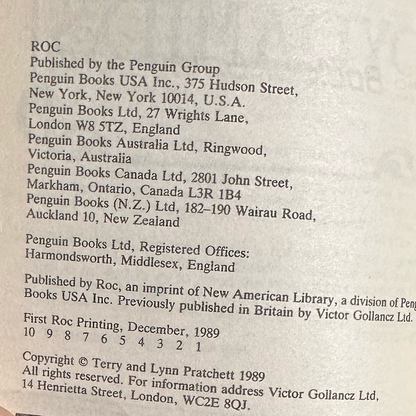 ROC
Published by the Penguin Group
Penguin Books USA Inc., 375 Hudson Street,
New York, New York 10014, U.S.A.
Penguin Books Ltd, 27 Wrights Lane,
London W8 5TZ, England
Penguin Books Australia Ltd, Ringwood,
Victoria, Australia
Penguin Books Canada Ltd, 2801 John Street,
Markham, Ontario, Canada L3R 1B4
Penguin Books (N.Z.) Ltd, 182–190 Wairau Road,
Auckland 10, New Zealand
Penguin Books Ltd, Registered Offices:
Harmondsworth, Middlesex, England
Published by Roc, an imprint of New American Library, a division of
Books USA Inc. Previously published in Britain by Victor Gollancz Ltd.
First Roc Printing, December, 1989
10 9 8 7 6 5 4 3 2 1
Copyright © Terry and Lynn Pratchett 1989
All rights reserved. For information address Victor Gollancz Ltd,
14 Henrietta Street, London, WC2E 8QJ.